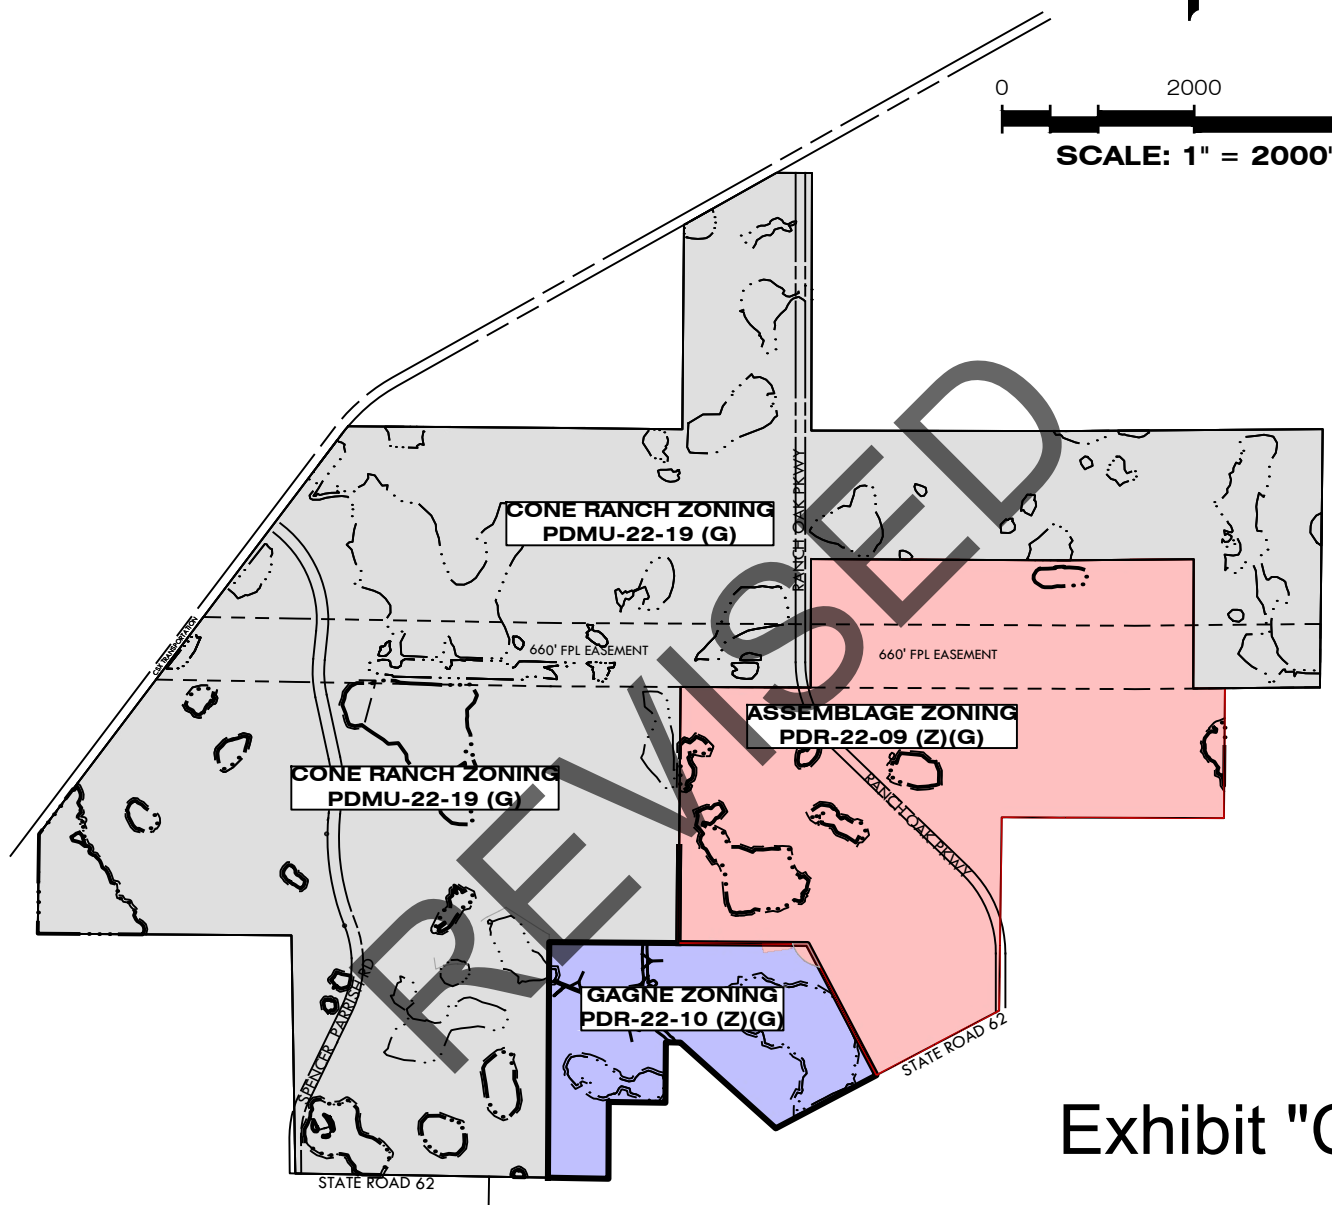 0 2000
SCALE: 1" = 2000'
RANCH OAK PKWY
CONE RANCH ZONING
PDMU-22-19 (G)
CSX TRANSPORTATION
660' FPL EASEMENT
660' FPL EASEMENT
ASSEMBLAGE ZONING
PDR-22-09 (Z)(G)
CONE RANCH ZONING
PDMU-22-19 (G)
RANCH OAK PKWY
REVISED
SPENCER PARRISH RD
GAGNE ZONING
PDR-22-10 (Z)(G)
STATE ROAD 62
Exhibit "
STATE ROAD 62